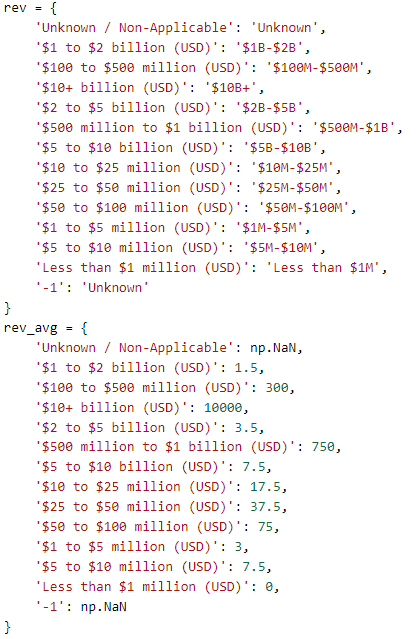 rev = {
    'Unknown / Non-Applicable': 'Unknown',
    '$1 to $2 billion (USD)': '$1B-$2B',
    '$100 to $500 million (USD)': '$100M-$500M',
    '$10+ billion (USD)': '$10B+',
    '$2 to $5 billion (USD)': '$2B-$5B',
    '$500 million to $1 billion (USD)': '$500M-$1B',
    '$5 to $10 billion (USD)': '$5B-$10B',
    '$10 to $25 million (USD)': '$10M-$25M',
    '$25 to $50 million (USD)': '$25M-$50M',
    '$50 to $100 million (USD)': '$50M-$100M',
    '$1 to $5 million (USD)': '$1M-$5M',
    '$5 to $10 million (USD)': '$5M-$10M',
    'Less than $1 million (USD)': 'Less than $1M',
    '-1': 'Unknown'
}
rev_avg = {
    'Unknown / Non-Applicable': np.NaN,
    '$1 to $2 billion (USD)': 1.5,
    '$100 to $500 million (USD)': 300,
    '$10+ billion (USD)': 10000,
    '$2 to $5 billion (USD)': 3.5,
    '$500 million to $1 billion (USD)': 750,
    '$5 to $10 billion (USD)': 7.5,
    '$10 to $25 million (USD)': 17.5,
    '$25 to $50 million (USD)': 37.5,
    '$50 to $100 million (USD)': 75,
    '$1 to $5 million (USD)': 3,
    '$5 to $10 million (USD)': 7.5,
    'Less than $1 million (USD)': 0,
    '-1': np.NaN
}